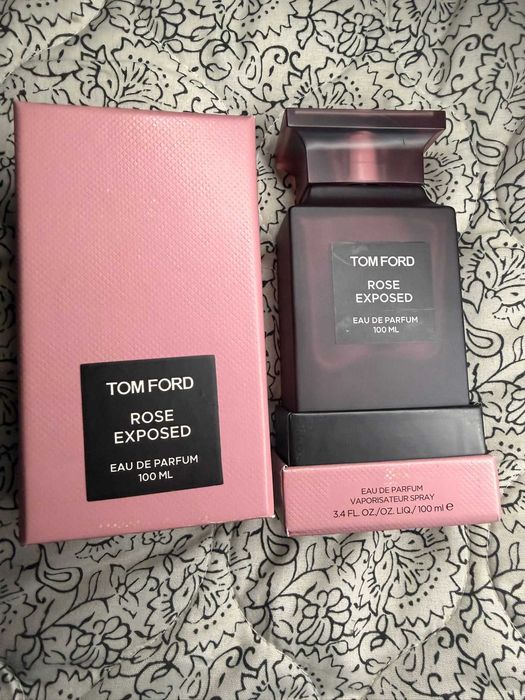 TOM FORD
ROSE
EXPOSED
EAU DE PARFUM
100 ML
TOM FORD
ROSE
EXPOSED
EAU DE PARFUM
100 ML
EAU DE PARFUM
VAPORISATEUR SPRAY
3.4 FL. OZ./OZ. LIQ./ 100 ml e